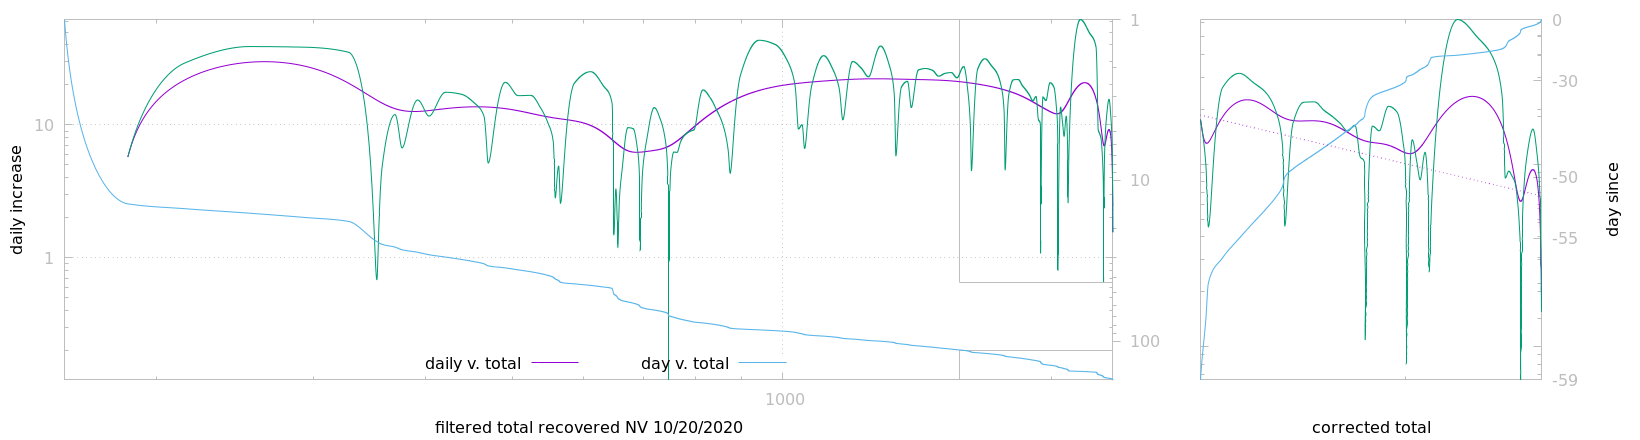 daily increase
10
1
daily v. total
day v. total
1000
filtered total recovered NV 10/20/2020
1
10
100
0
-30
-50
-55
-59
day since
corrected total